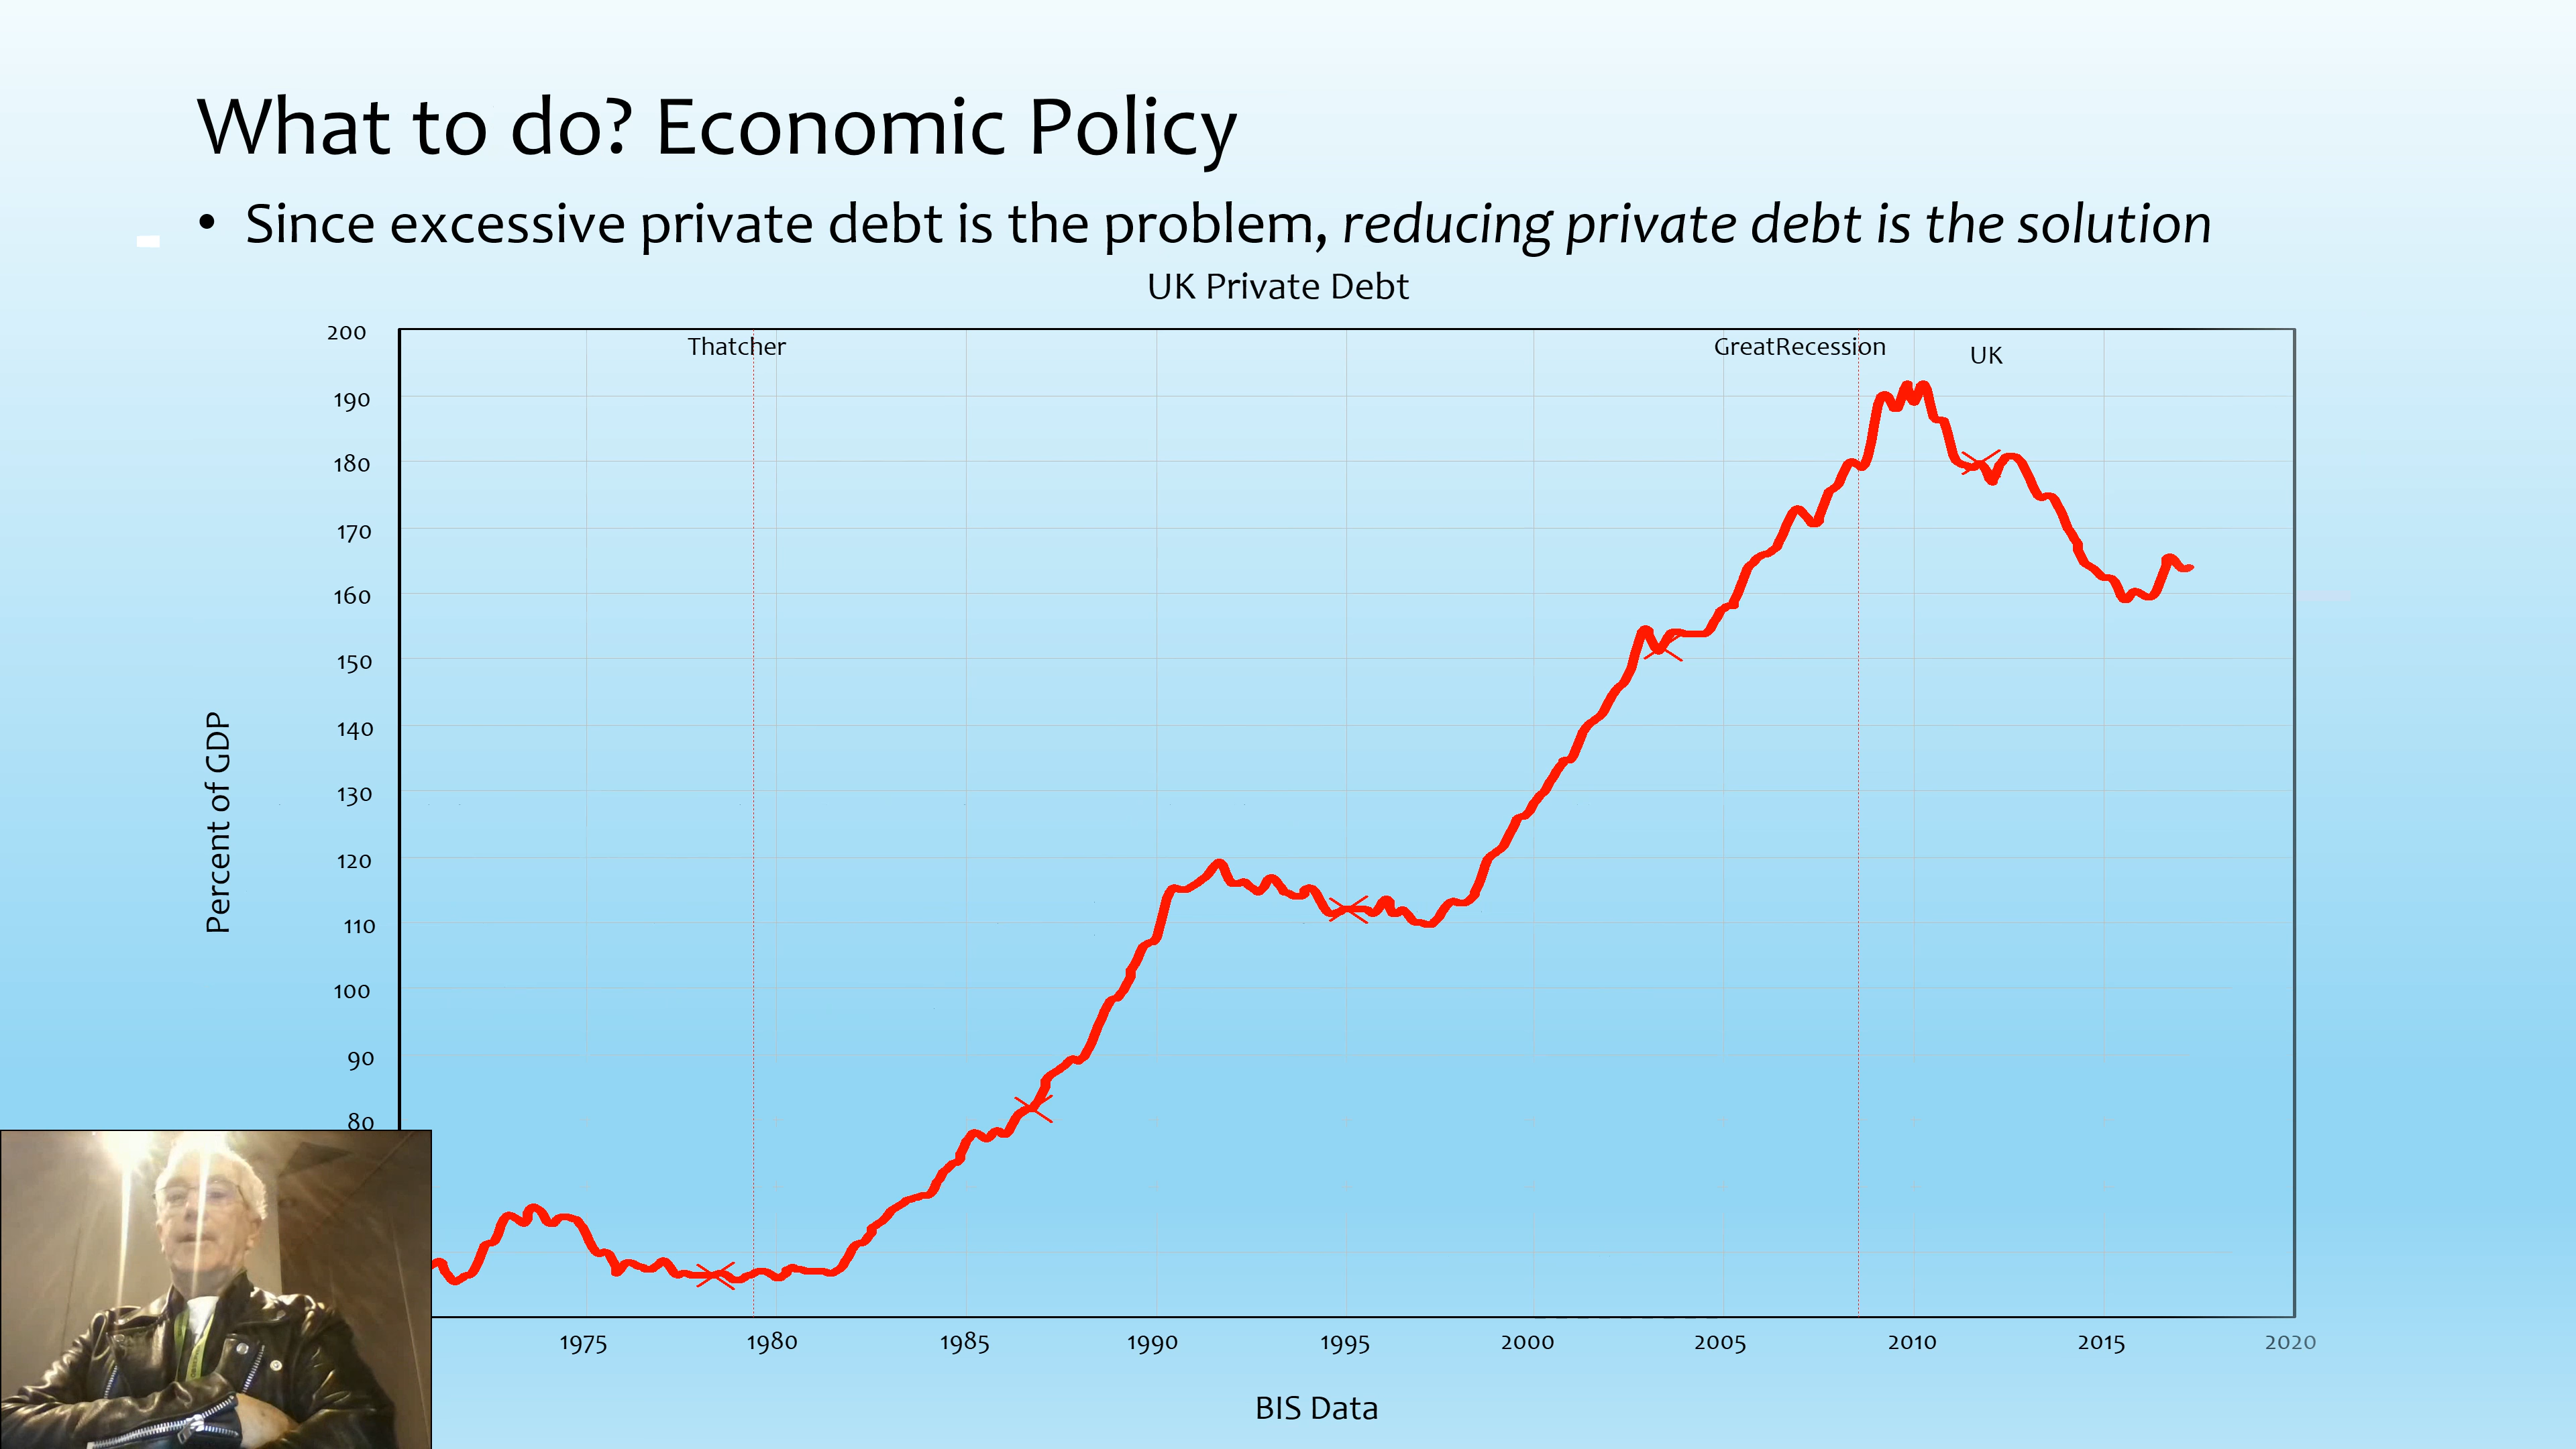 What to do? Economic Policy
• Since excessive private debt is the problem, reducing private debt is the solution
UK Private Debt
200
190
180
170
160
150
140
130
120
110
100
90
80
Thatcher
GreatRecession
UK
Percent of GDP
1975 1980 1985 1990 1995 2000 2005 2010 2015 2020
BIS Data